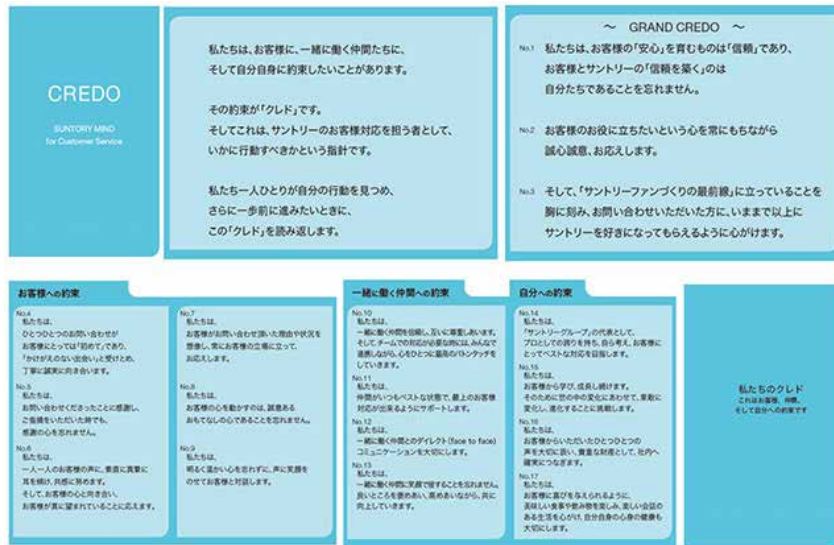 CREDO
SUNTORY MIND
for Customer Service
私たちは、お客様に、一緒に働く仲間たちに、
そして自分自身に約束したいことがあります。
その約束が「クレド」です。
そしてこれは、サントリーのお客様対応を担う者として、
いかに行動すべきかという指針です。
私たち一人ひとりが自分の行動を見つめ、
さらに一歩前に進みたいときに、
この「クレド」を読み返します。
～ GRAND CREDO ～
No.1 私たちは、お客様の「安心」を育むものは「信頼」であり、
お客様とサントリーの「信頼を築く」のは
自分たちであることを忘れません。
No.2 お客様のお役に立ちたいという心を常にもちながら
誠心誠意、お応えします。
No.3 そして、「サントリーファンづくりの最前線」に立っていることを
胸に刻み、お問い合わせいただいた方に、いままで以上に
サントリーを好きになってもらえるように心がけます。
お客様への約束
No.4
私たちは、
ひとつひとつのお問い合わせが
お客様にとっては「初めて」であり、
「かけがえのない出会い」と受けとめ、
丁寧に誠実に向き合います。
No.5
私たちは、
お問い合わせくださったことに感謝し、
ご指摘をいただいた時でも、
感謝の心を忘れません。
No.6
私たちは、
一人一人のお客様の声に、素直に真摯に
耳を傾け、共感に努めます。
そして、お客様の心と向き合い、
お客様が真に望まれていることに応えます。
No.7
私たちは、
お客様がお問い合わせ頂いた理由や状況を
想像し、常にお客様の立場に立って、
お応えします。
No.8
私たちは、
お客様の心を動かすのは、誠意ある
おもてなしの心であることを忘れません。
No.9
私たちは、
明るく温かい心を忘れずに、声に笑顔を
のせてお客様と対話します。
一緒に働く仲間への約束
No.10
私たちは、
一緒に働く仲間を信頼し、互いに尊重しあいます。
そして、チームでの対応が必要な時には、みんなで
連携しながら、心をひとつに最高のバトンタッチを
していきます。
No.11
私たちは、
仲間がいつもベストな状態で、最上のお客様
対応が出来るようにサポートします。
No.12
私たちは、
一緒に働く仲間とのダイレクト(face to face)
コミュニケーションを大切にします。
No.13
私たちは、
一緒に働く仲間に笑顔で接することを忘れません。
良いところを褒めあい、高めあいながら、共に
向上していきます。
自分への約束
No.14
私たちは、
「サントリーグループ」の代表として、
プロとしての誇りを持ち、自ら考え、お客様に
とってベストな対応を目指します。
No.15
私たちは、
お客様から学び、成長し続けます。
そのために世の中の変化にあわせて、柔軟に
変化し、進化することに挑戦します。
No.16
私たちは、
お客様からいただいたひとつひとつの
声を大切に扱い、貴重な財産として、社内へ
確実につなぎます。
No.17
私たちは、
お客様に喜びを与えられるように、
美味しい食事や飲み物を楽しみ、楽しい会話の
ある生活を心がけ、自分自身の心身の健康も
大切にします。
私たちのクレド
これはお客様、仲間、
そして自分への約束です